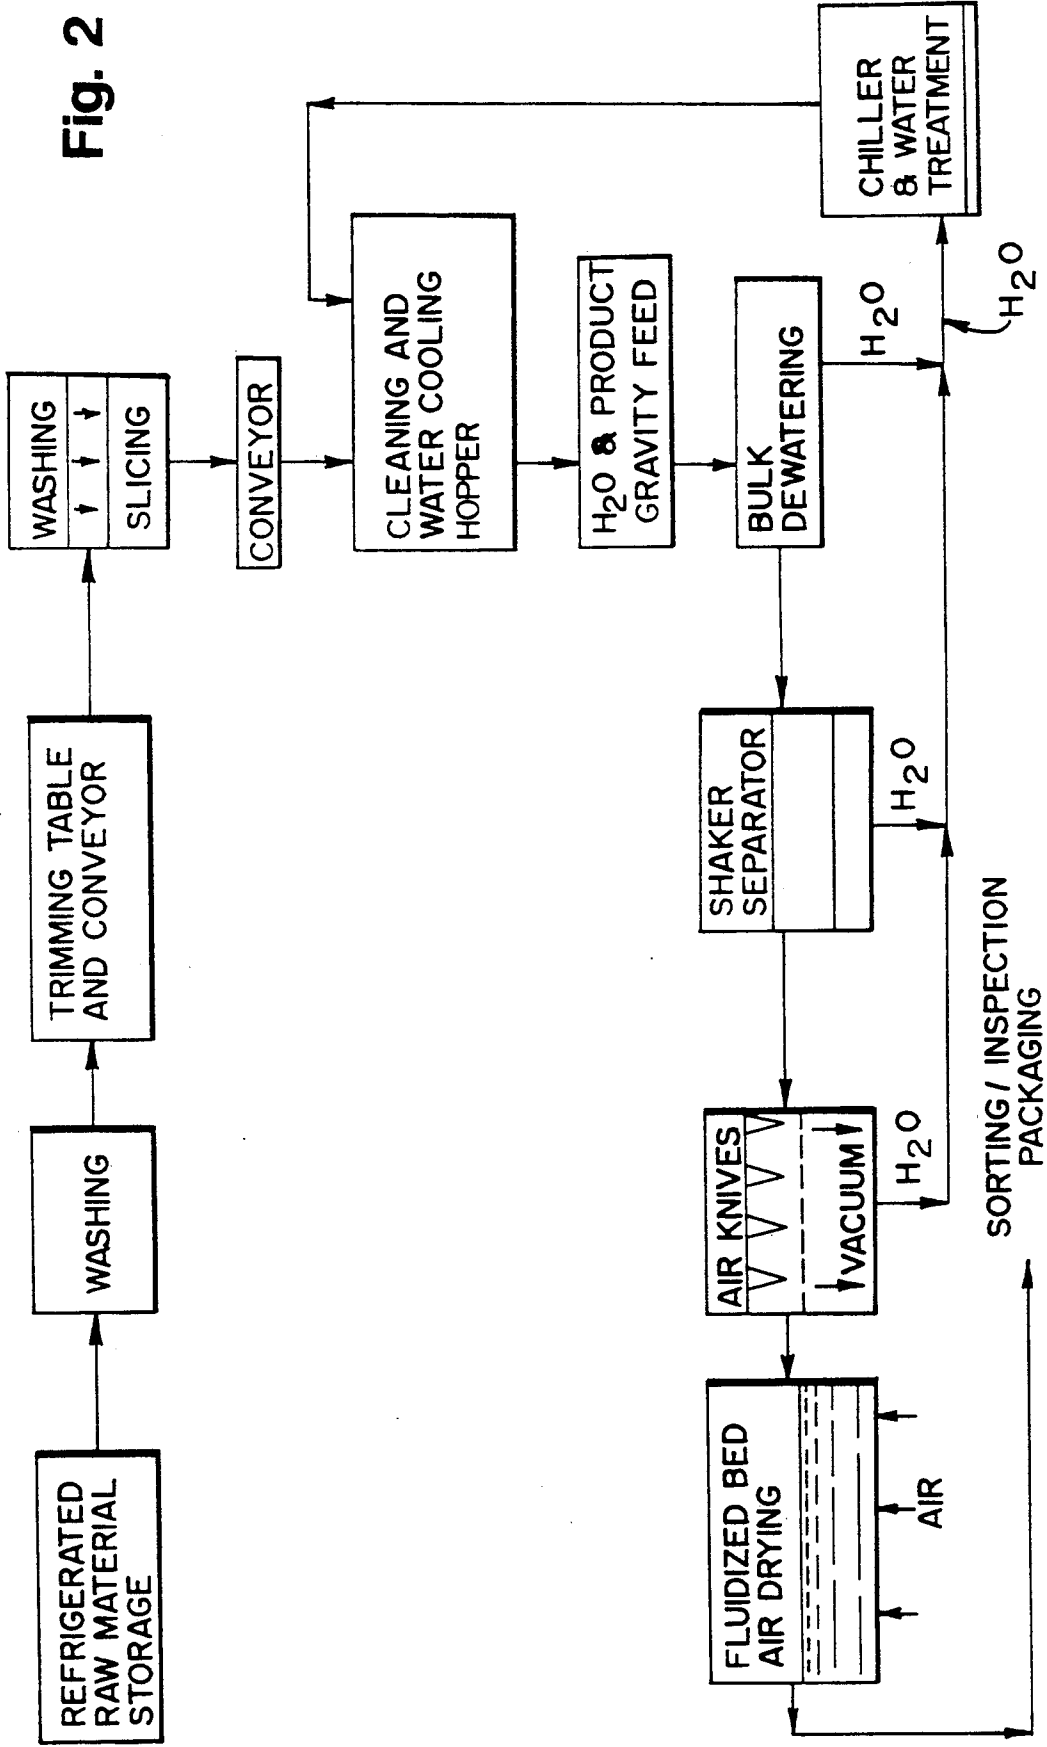 Fig. 2
REFRIGERATED
RAW MATERIAL
STORAGE
WASHING
TRIMMING TABLE
AND CONVEYOR
WASHING
SLICING
CONVEYOR
CLEANING AND
WATER COOLING
HOPPER
H2O & PRODUCT
GRAVITY FEED
BULK
DEWATERING
H2O
CHILLER
& WATER
TREATMENT
H2O
SHAKER
SEPARATOR
H2O
AIR KNIVES
VACUUM
H2O
FLUIDIZED BED
AIR DRYING
AIR
SORTING / INSPECTION
PACKAGING